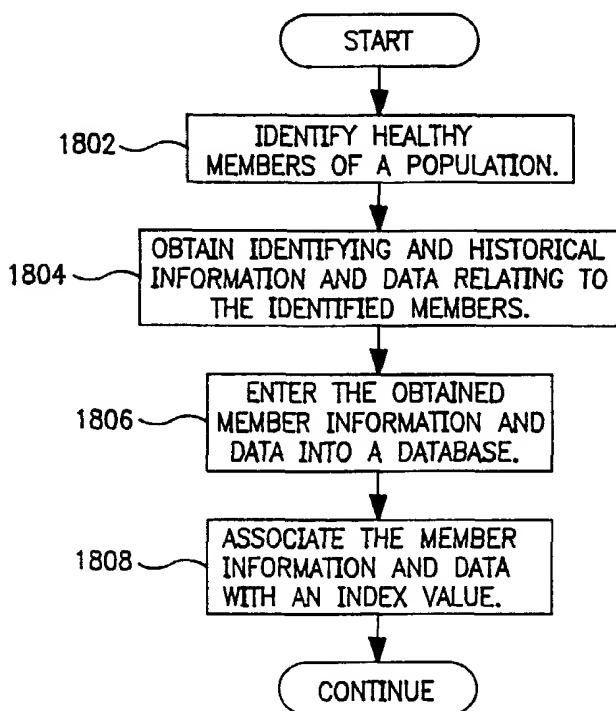 START
1802
IDENTIFY HEALTHY
MEMBERS OF A POPULATION.
1804
OBTAIN IDENTIFYING AND HISTORICAL
INFORMATION AND DATA RELATING TO
THE IDENTIFIED MEMBERS.
1806
ENTER THE OBTAINED
MEMBER INFORMATION AND
DATA INTO A DATABASE.
1808
ASSOCIATE THE MEMBER
INFORMATION AND DATA
WITH AN INDEX VALUE.
CONTINUE